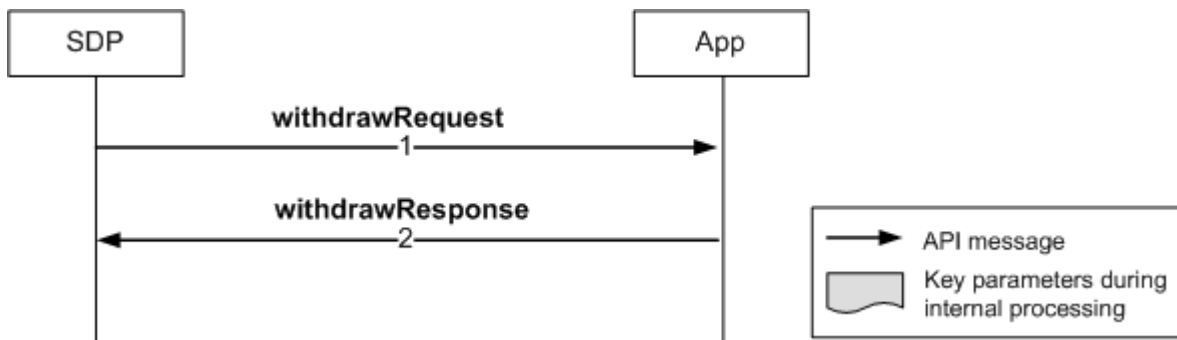 SDP
App
withdrawRequest
1
withdrawResponse
2
API message
Key parameters during
internal processing